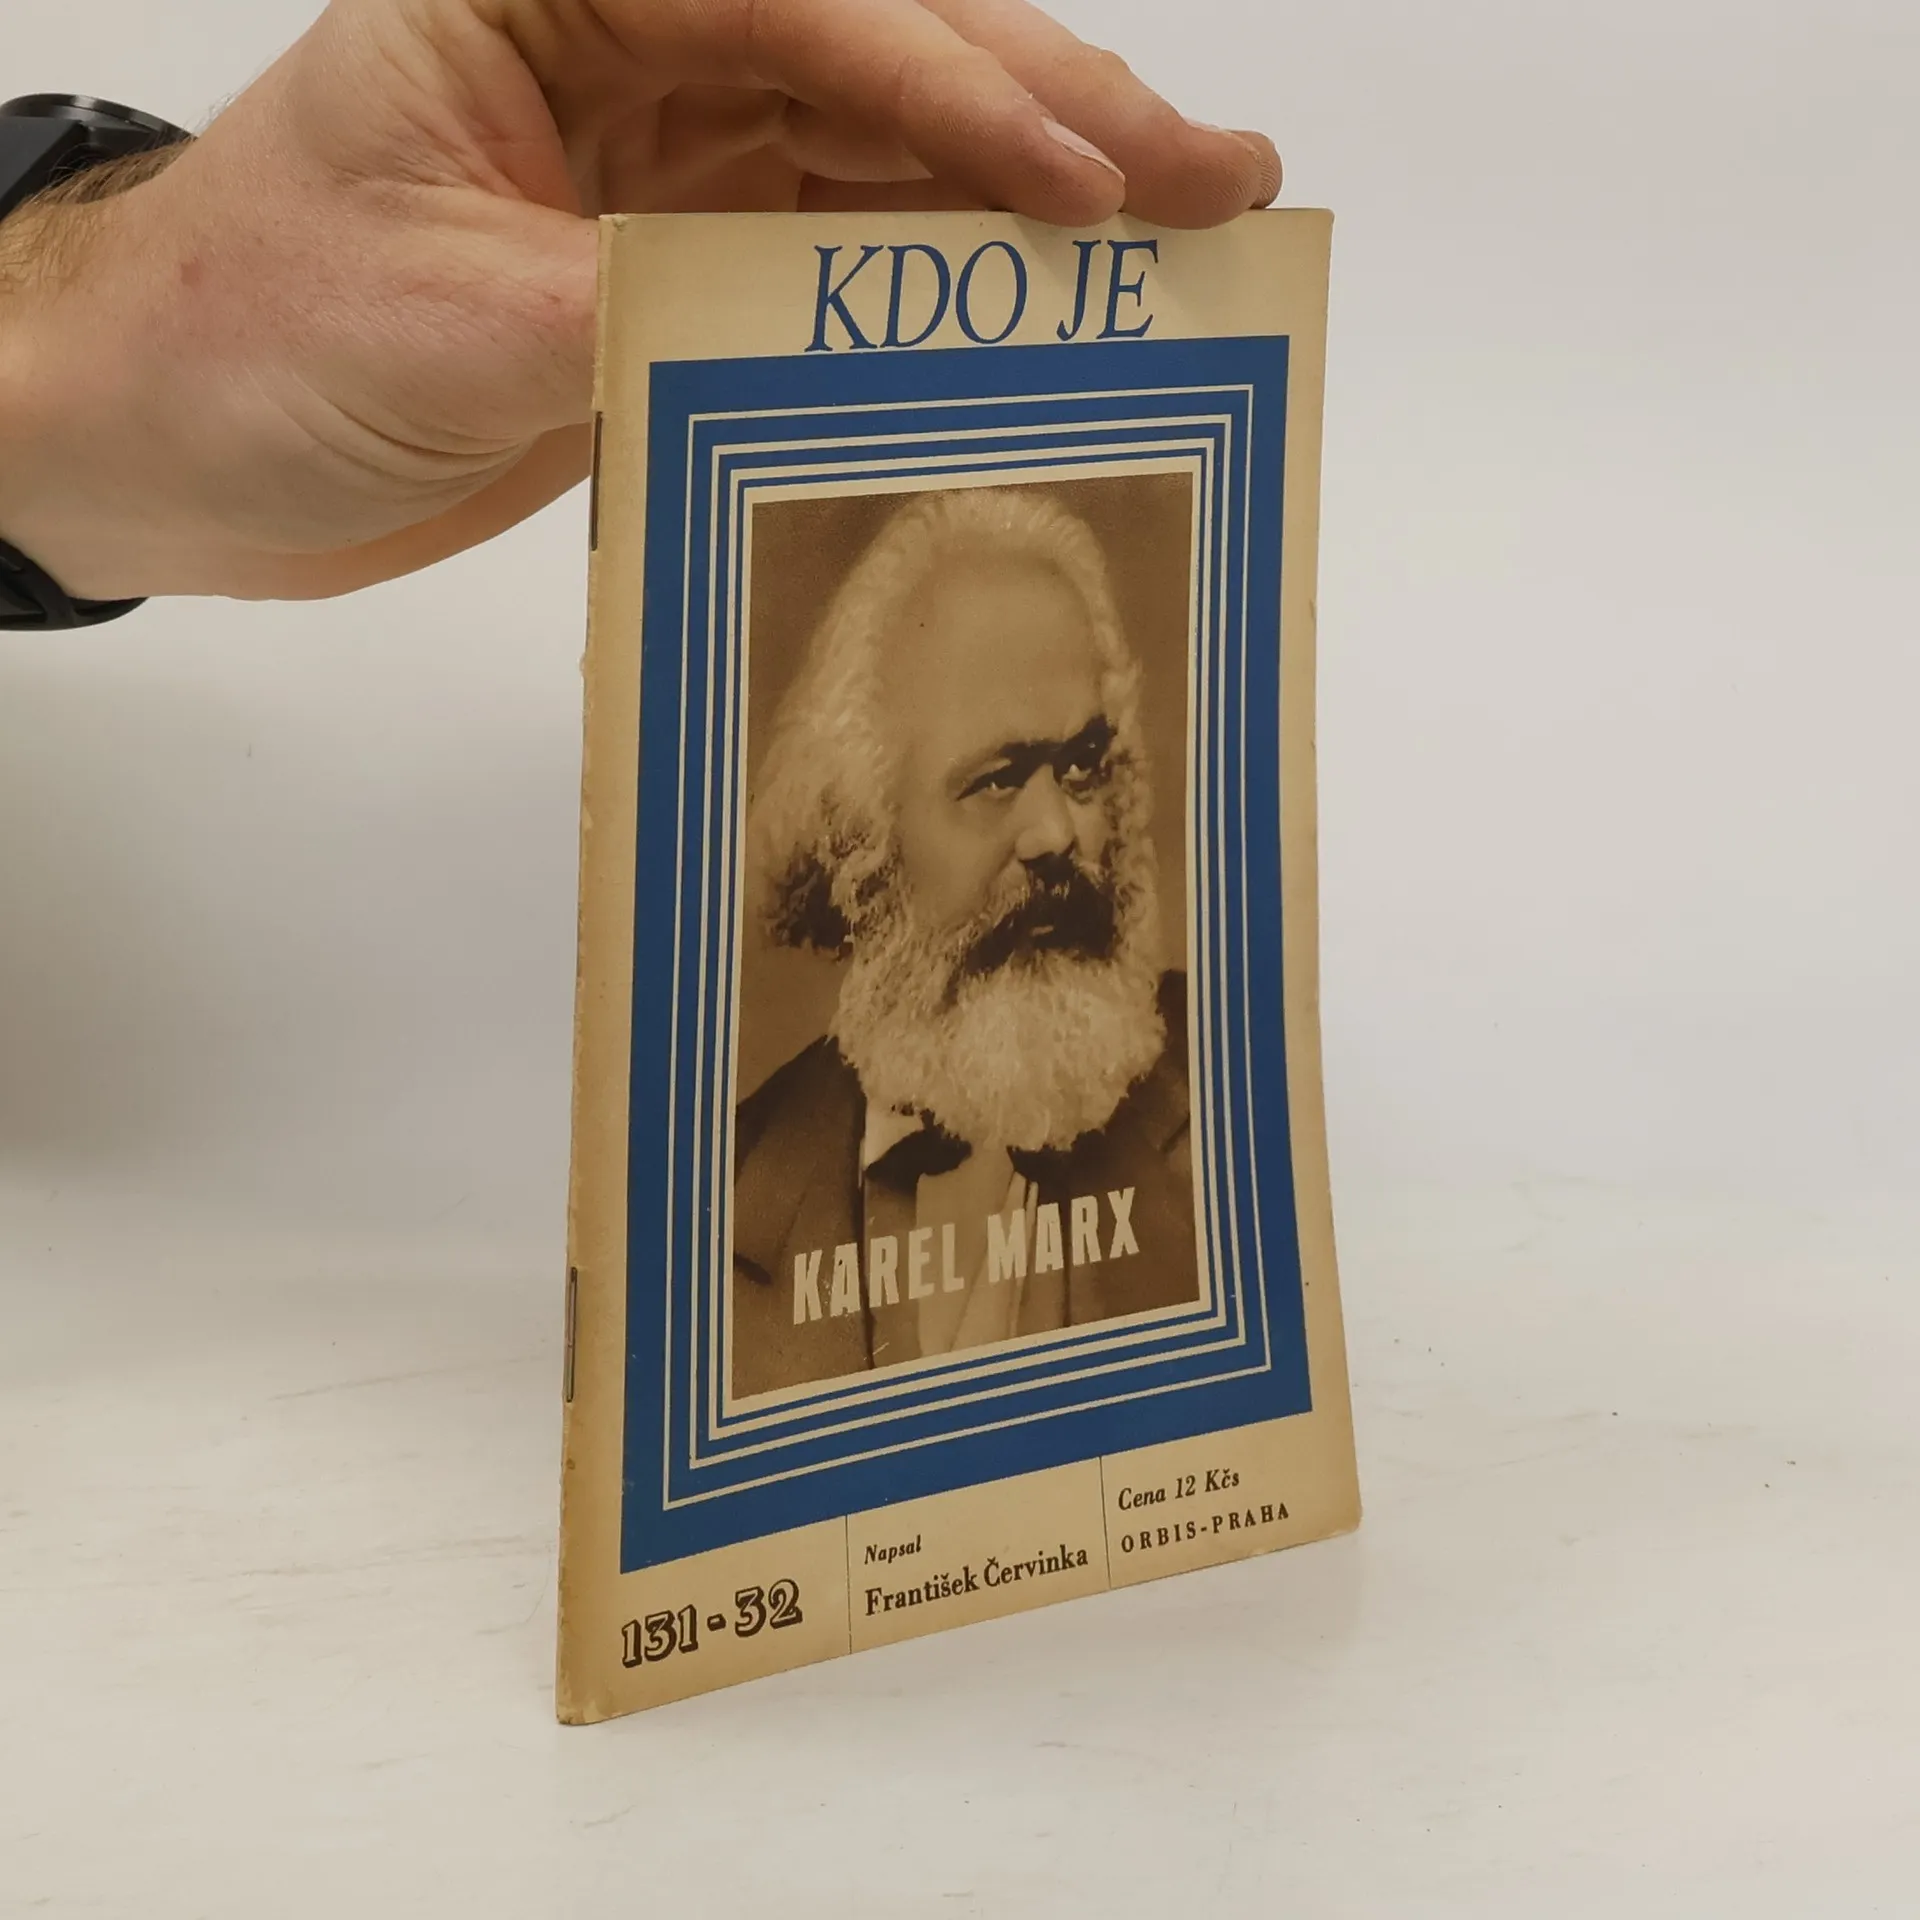 KDO JE
KAREL MARX
131-32
Napsal
František Červinka
Cena 12 Kčs
ORBIS-PRAHA